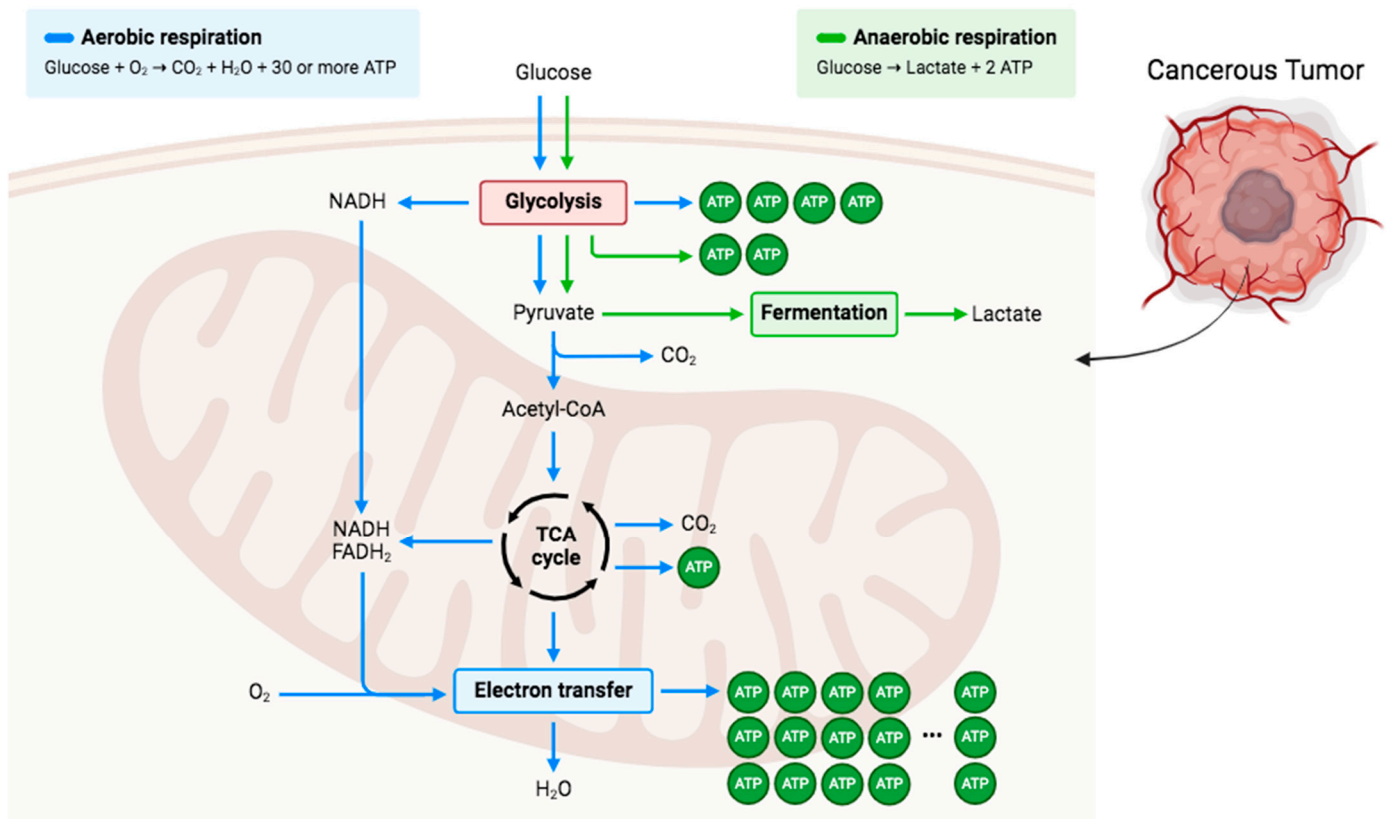 Aerobic respiration
Glucose + O₂ → CO₂ + H₂O + 30 or more ATP
Anaerobic respiration
Glucose → Lactate + 2 ATP
Cancerous Tumor
Glucose
NADH
Glycolysis
ATP ATP ATP ATP
ATP ATP
Pyruvate
Fermentation
Lactate
CO₂
Acetyl-CoA
NADH
FADH₂
TCA
cycle
CO₂
ATP
O₂
Electron transfer
ATP ATP ATP ATP ATP
ATP ATP ATP ATP ... ATP
ATP ATP ATP ATP ATP
H₂O